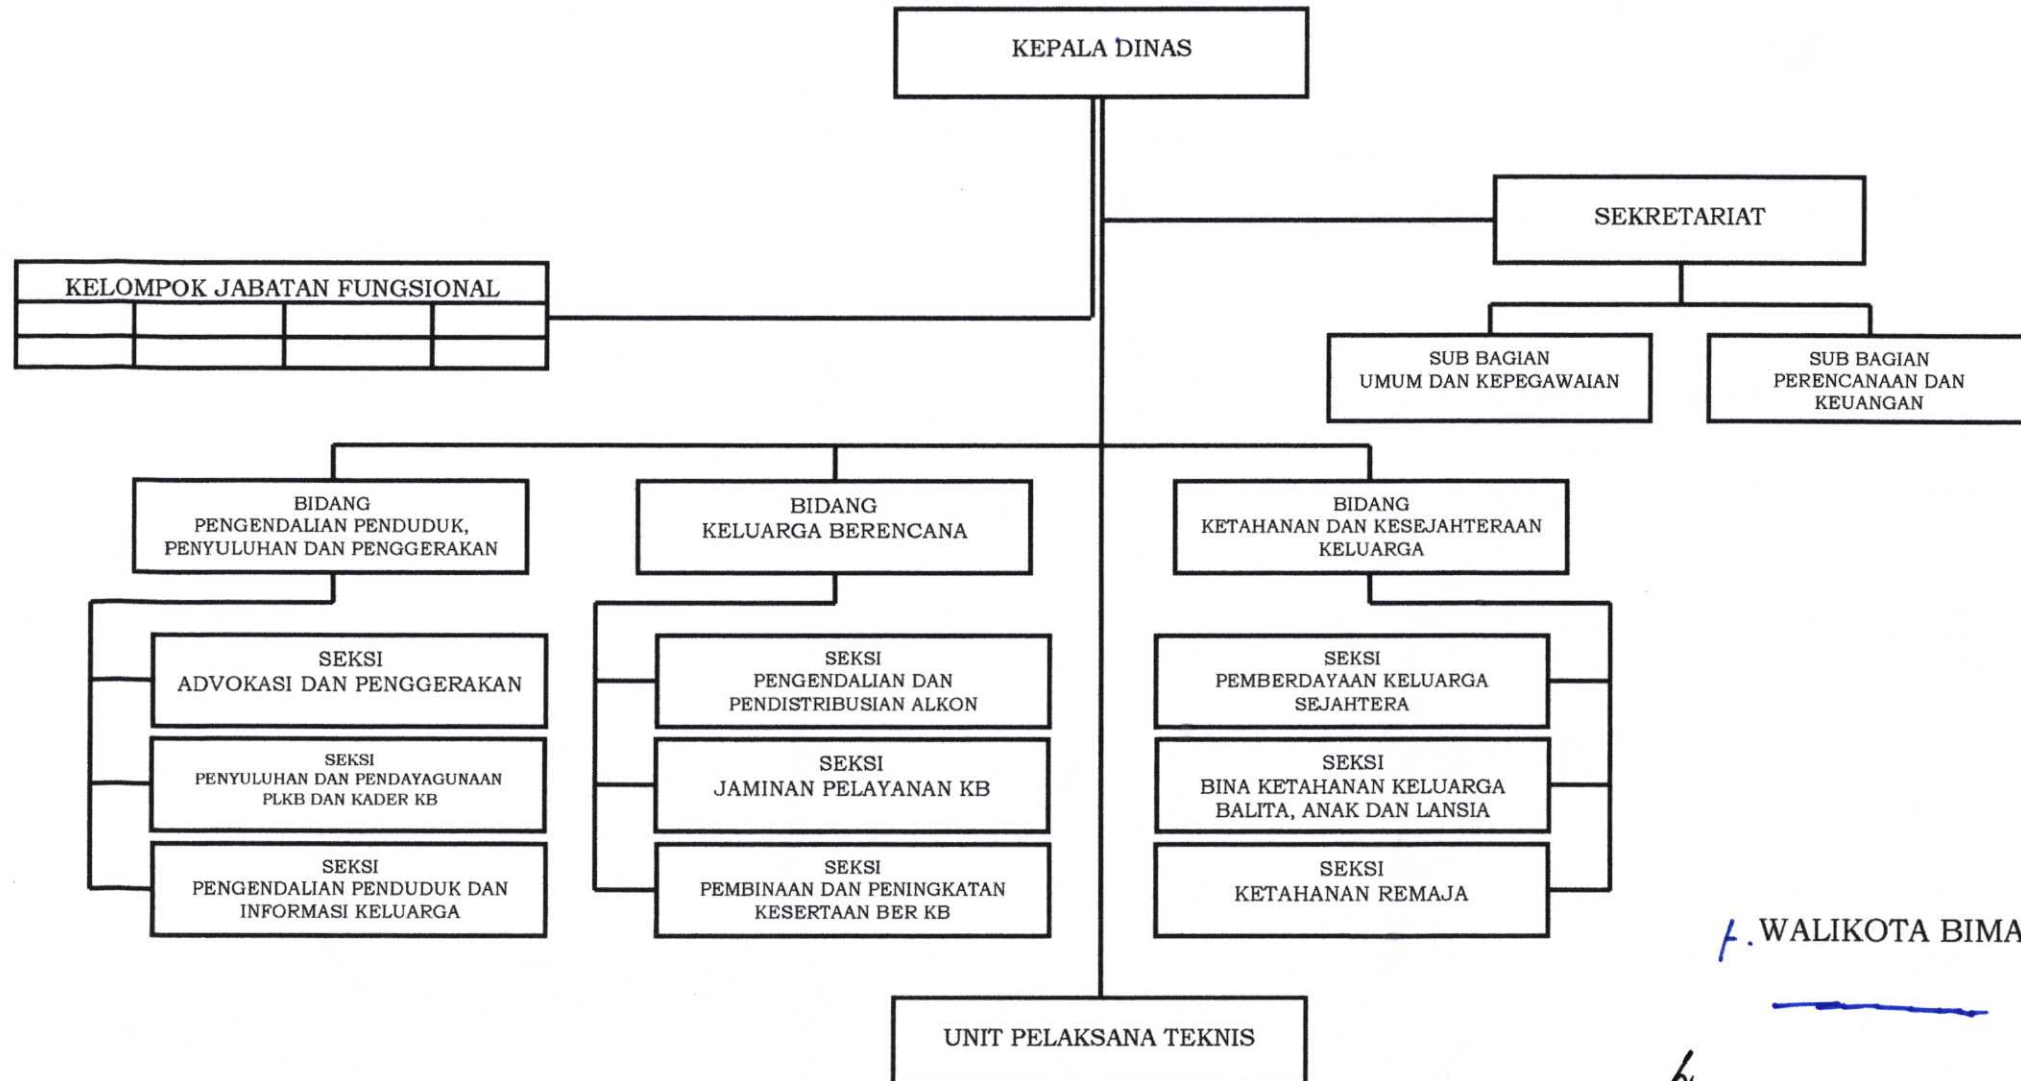 KEPALA DINAS
SEKRETARIAT
KELOMPOK JABATAN FUNGSIONAL
SUB BAGIAN
UMUM DAN KEPEGAWAIAN
SUB BAGIAN
PERENCANAAN DAN
KEUANGAN
BIDANG
PENGENDALIAN PENDUDUK,
PENYULUHAN DAN PENGGERAKAN
BIDANG
KELUARGA BERENCANA
BIDANG
KETAHANAN DAN KESEJAHTERAAN
KELUARGA
SEKSI
ADVOKASI DAN PENGGERAKAN
SEKSI
PENYULUHAN DAN PENDAYAGUNAAN
PLKB DAN KADER KB
SEKSI
PENGENDALIAN PENDUDUK DAN
INFORMASI KELUARGA
SEKSI
PENGENDALIAN DAN
PENDISTRIBUSIAN ALKON
SEKSI
JAMINAN PELAYANAN KB
SEKSI
PEMBINAAN DAN PENINGKATAN
KESERTAAN BER KB
SEKSI
PEMBERDAYAAN KELUARGA
SEJAHTERA
SEKSI
BINA KETAHANAN KELUARGA
BALITA, ANAK DAN LANSIA
SEKSI
KETAHANAN REMAJA
WALIKOTA BIMA
UNIT PELAKSANA TEKNIS